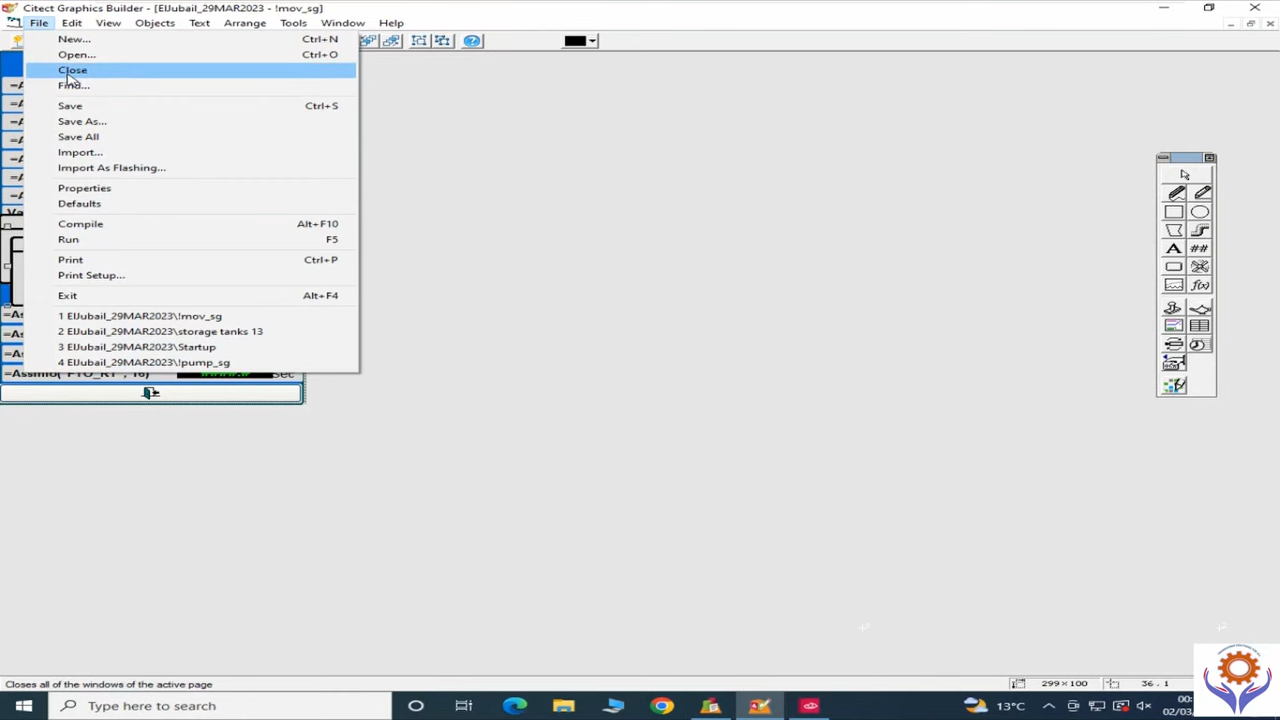 Citect Graphics Builder - [ElJubail_29MAR2023 - !mov_sg]
File Edit View Objects Text Arrange Tools Window Help
New... Ctrl+N
Open... Ctrl+O
Close
Find...
Save Ctrl+S
Save As...
Save All
Import...
Import As Flashing...
Properties
Defaults
Compile Alt+F10
Run F5
Print Ctrl+P
Print Setup...
Exit Alt+F4
1 ElJubail_29MAR2023\!mov_sg
2 ElJubail_29MAR2023\storage tanks 13
3 ElJubail_29MAR2023\Startup
4 ElJubail_29MAR2023\!pump_sg
Sec
A ##
f(x)
Closes all of the windows of the active page
299×100
36 , 1
Type here to search
13°C